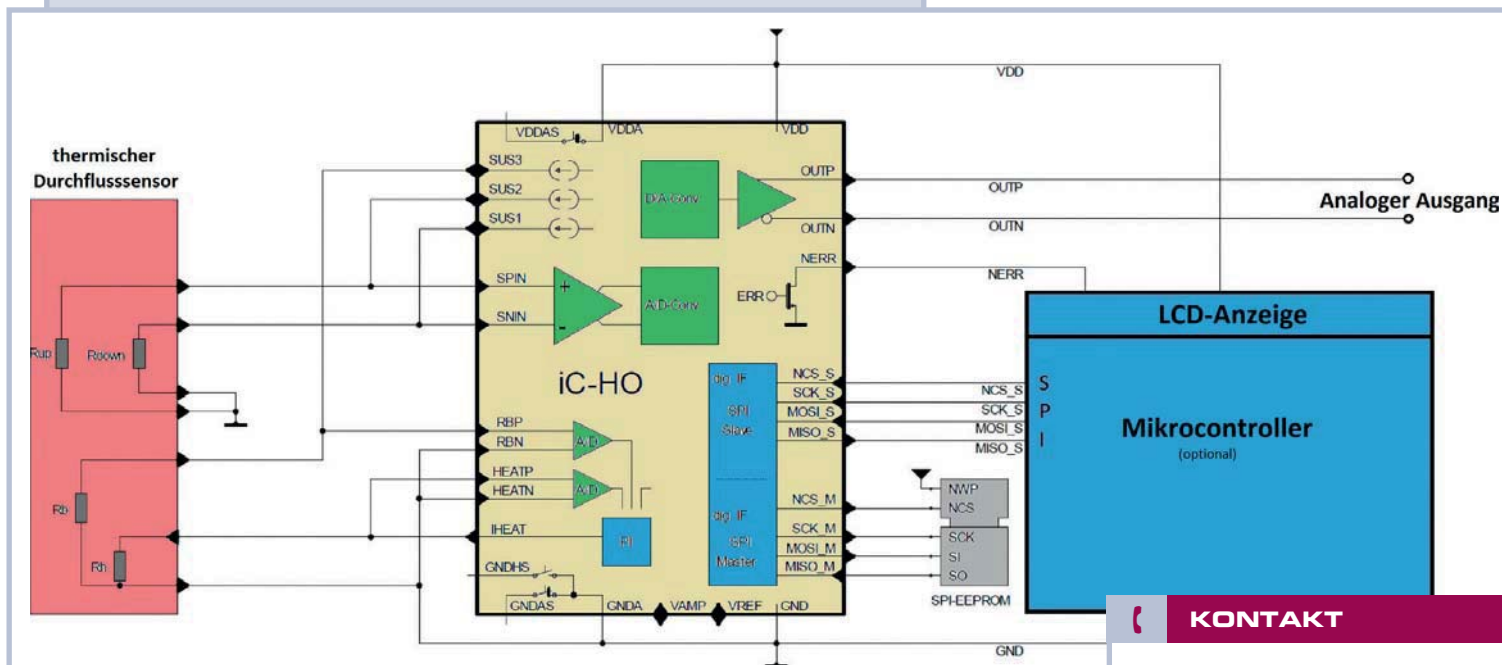 thermischer
Durchflusssensor
Rup
Rdown
Rb
Rh
VDDAS
VDDA
VDD
VDD
SUS3
SUS2
SUS1
SPIN
SNIN
RBP
RBN
HEATP
HEATN
IHEAT
GNDHS
GNDAS
GNDA
VAMP
VREF
GND
D/A-Conv.
+
-
A/D-Conv.
iC-HO
A/D
A/D
PI
OUTP
OUTN
NERR
ERR
OUTP
OUTN
NERR
Analoger Ausgang
dig. IF
SPI
Slave
dig. IF
SPI
Master
NCS_S
SCK_S
MOSI_S
MISO_S
NCS_M
SCK_M
MOSI_M
MISO_M
NCS_S
SCK_S
MOSI_S
MISO_S
S
P
I
LCD-Anzeige
Mikrocontroller
(optional)
NWP
NCS
SCK
SI
SO
SPI-EEPROM
GND
KONTAKT